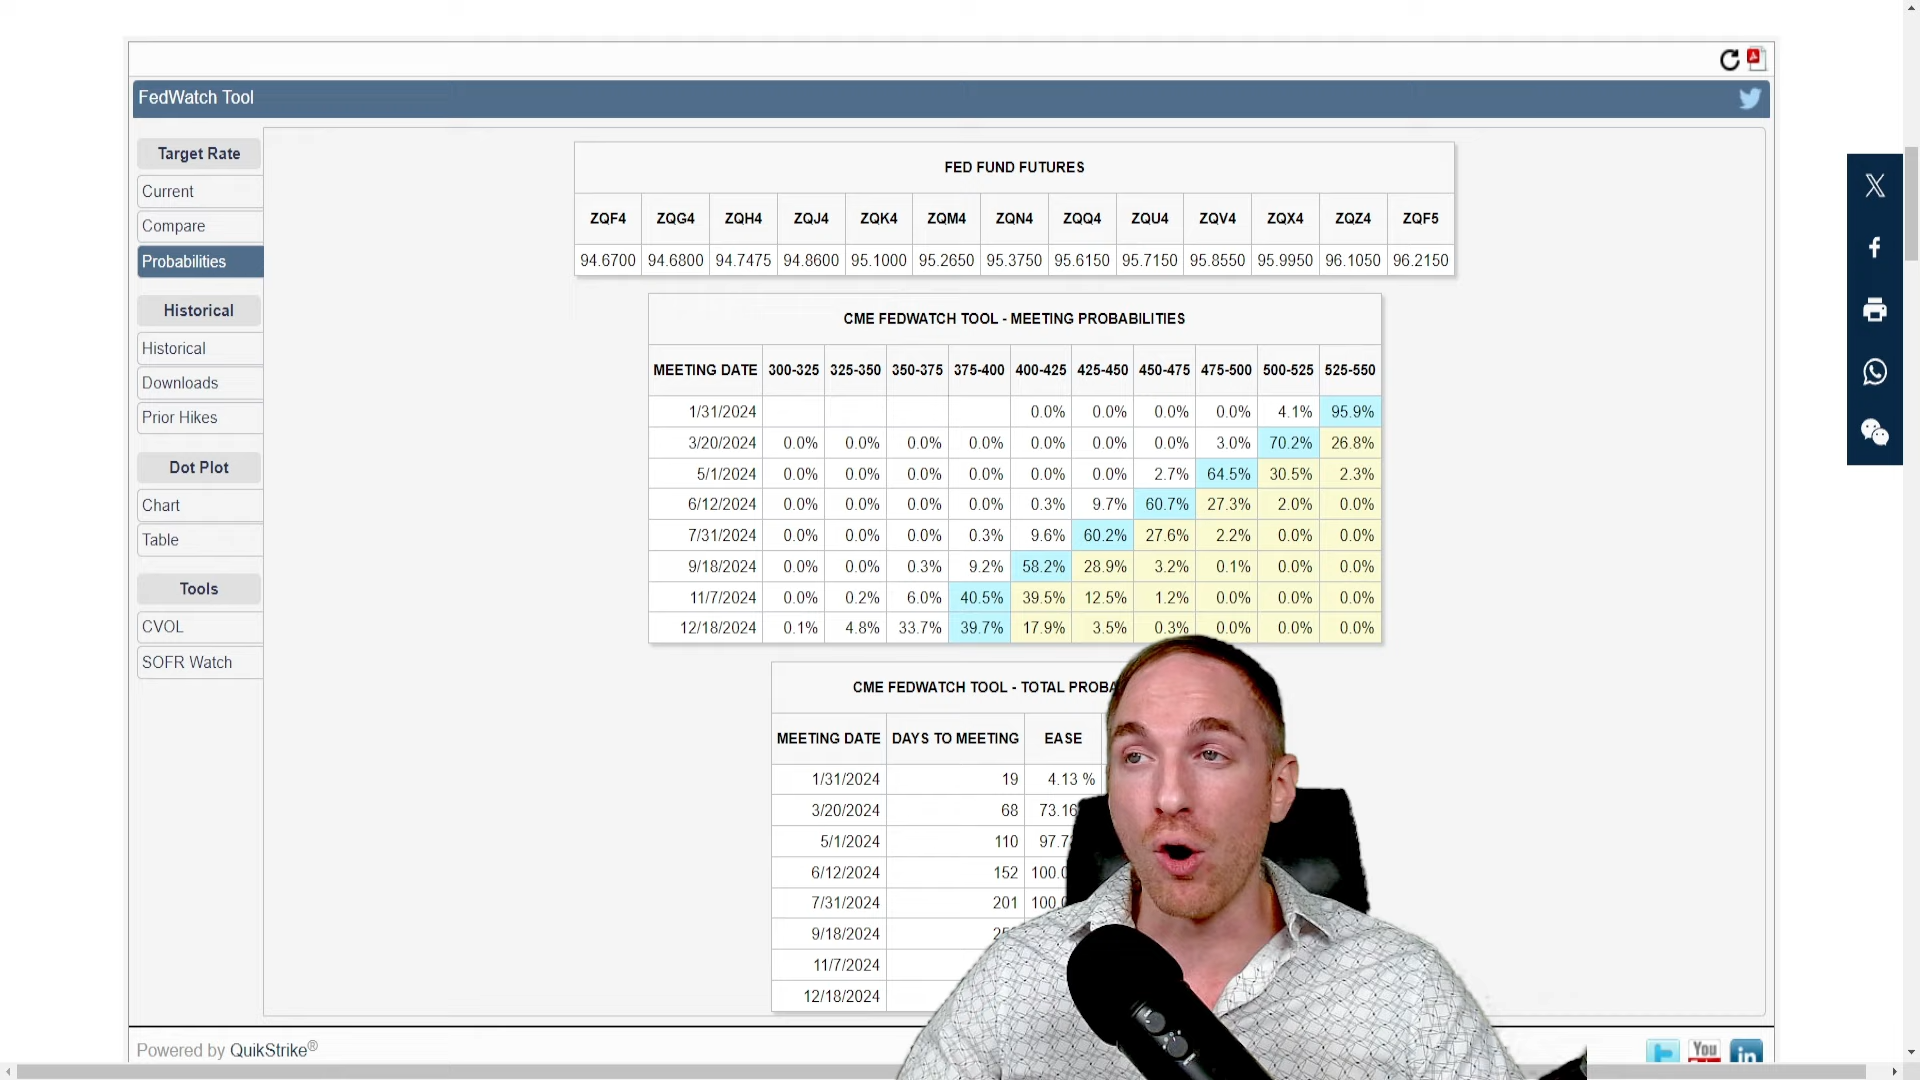 FedWatch Tool
Target Rate
Current
Compare
Probabilities
Historical
Historical
Downloads
Prior Hikes
Dot Plot
Chart
Table
Tools
CVOL
SOFR Watch
FED FUND FUTURES
ZQF4 ZQG4 ZQH4 ZQJ4 ZQK4 ZQM4 ZQN4 ZQQ4 ZQU4 ZQV4 ZQX4 ZQZ4 ZQF5
94.6700 94.6800 94.7475 94.8600 95.1000 95.2650 95.3750 95.6150 95.7150 95.8550 95.9950 96.1050 96.2150
CME FEDWATCH TOOL - MEETING PROBABILITIES
MEETING DATE 300-325 325-350 350-375 375-400 400-425 425-450 450-475 475-500 500-525 525-550
1/31/2024 0.0% 0.0% 0.0% 0.0% 4.1% 95.9%
3/20/2024 0.0% 0.0% 0.0% 0.0% 0.0% 0.0% 0.0% 3.0% 70.2% 26.8%
5/1/2024 0.0% 0.0% 0.0% 0.0% 0.0% 0.0% 2.7% 64.5% 30.5% 2.3%
6/12/2024 0.0% 0.0% 0.0% 0.0% 0.3% 9.7% 60.7% 27.3% 2.0% 0.0%
7/31/2024 0.0% 0.0% 0.0% 0.3% 9.6% 60.2% 27.6% 2.2% 0.0% 0.0%
9/18/2024 0.0% 0.0% 0.3% 9.2% 58.2% 28.9% 3.2% 0.1% 0.0% 0.0%
11/7/2024 0.0% 0.2% 6.0% 40.5% 39.5% 12.5% 1.2% 0.0% 0.0% 0.0%
12/18/2024 0.1% 4.8% 33.7% 39.7% 17.9% 3.5% 0.3% 0.0% 0.0% 0.0%
CME FEDWATCH TOOL - TOTAL PROBA
MEETING DATE DAYS TO MEETING EASE
1/31/2024 19 4.13 %
3/20/2024 68 73.16
5/1/2024 110 97.7
6/12/2024 152 100.0
7/31/2024 201 100.0
9/18/2024 25
11/7/2024
12/18/2024
Powered by QuikStrike®
You
in